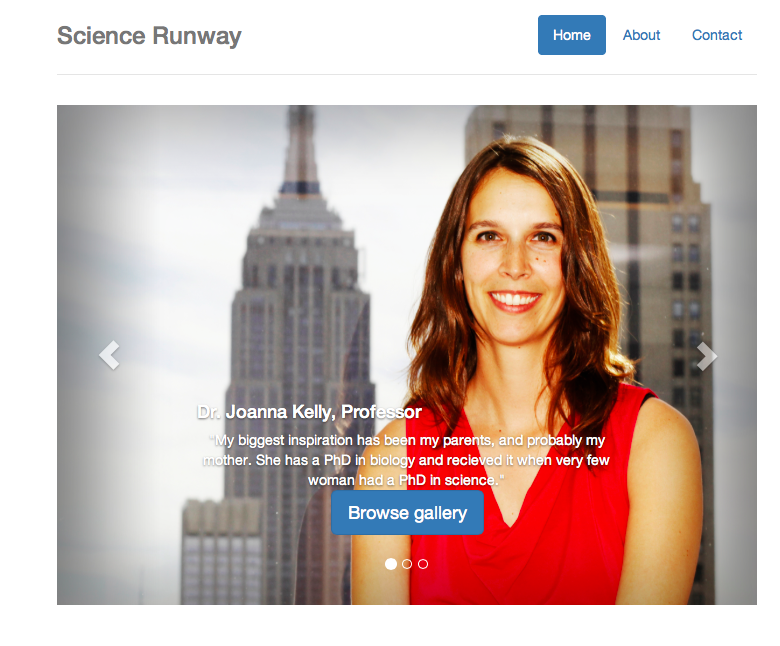 Science Runway
Home About Contact
Dr. Joanna Kelly, Professor
"My biggest inspiration has been my parents, and probably my
mother. She has a PhD in biology and recieved it when very few
woman had a PhD in science."
Browse gallery